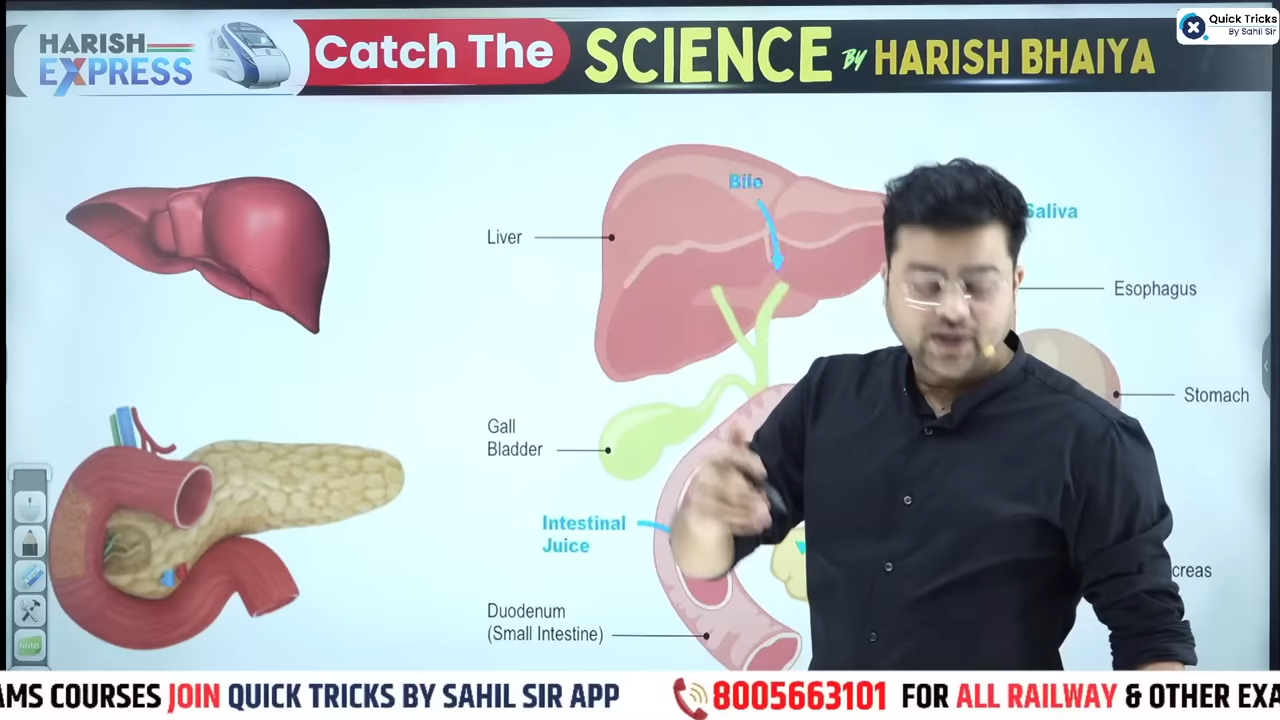 HARISH
EXPRESS
Catch The
SCIENCE
BY
HARISH BHAIYA
Quick Tricks
By Sahil Sir
Bile
Saliva
Liver
Esophagus
Stomach
Gall
Bladder
Intestinal
Juice
creas
Duodenum
(Small Intestine)
NOTE
AMS COURSES JOIN QUICK TRICKS BY SAHIL SIR APP 8005663101 FOR ALL RAILWAY & OTHER EXA